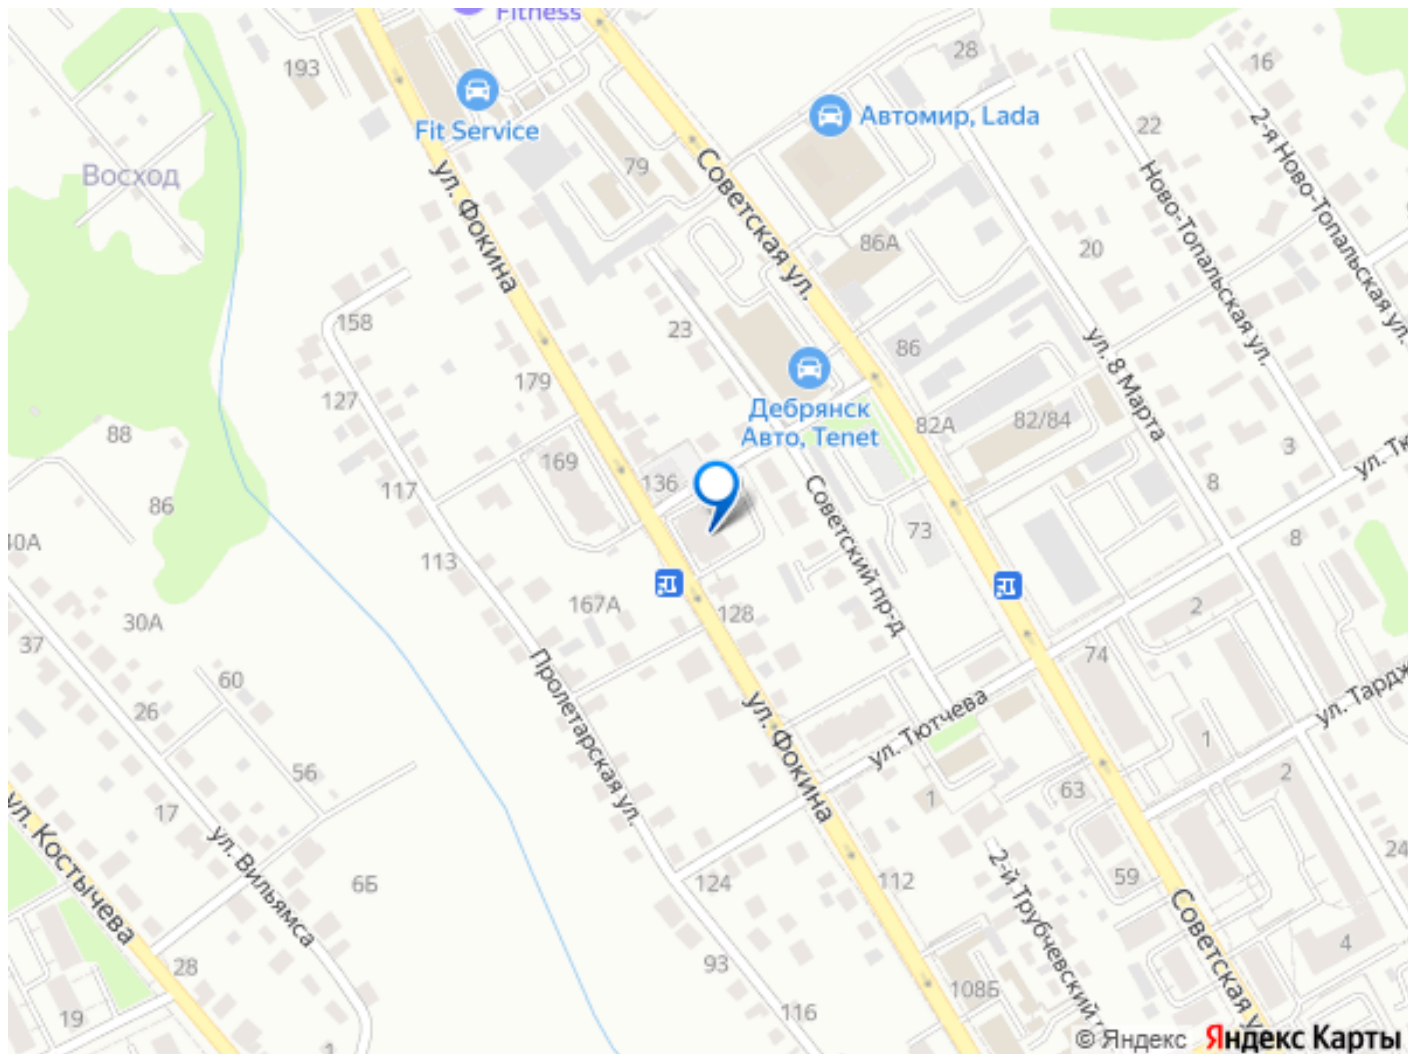 Fitness
193
28
16
Fit Service
Автомир, Lada
22
2-я Ново-Топальская ул.
79
Советская ул.
Восход
ул. Фокина
Ново-Топальская ул.
86А
20
158
23
86
ул. 8 Марта
179
127
Дебрянск
Авто, Tenet
82А
82/84
88
169
3
117
136
8
86
40А
Советский пр-д
73
8
113
30А
167А
128
2
37
60
74
Пролетарская ул.
26
ул. Фокина
ул. Тютчева
1
56
2
17
1
63
ул. Костычева
ул. Вильямса
6Б
124
112
59
24
2-й Трубчевский
Советская
4
93
28
108Б
19
116
1
© Яндекс
Яндекс Карты